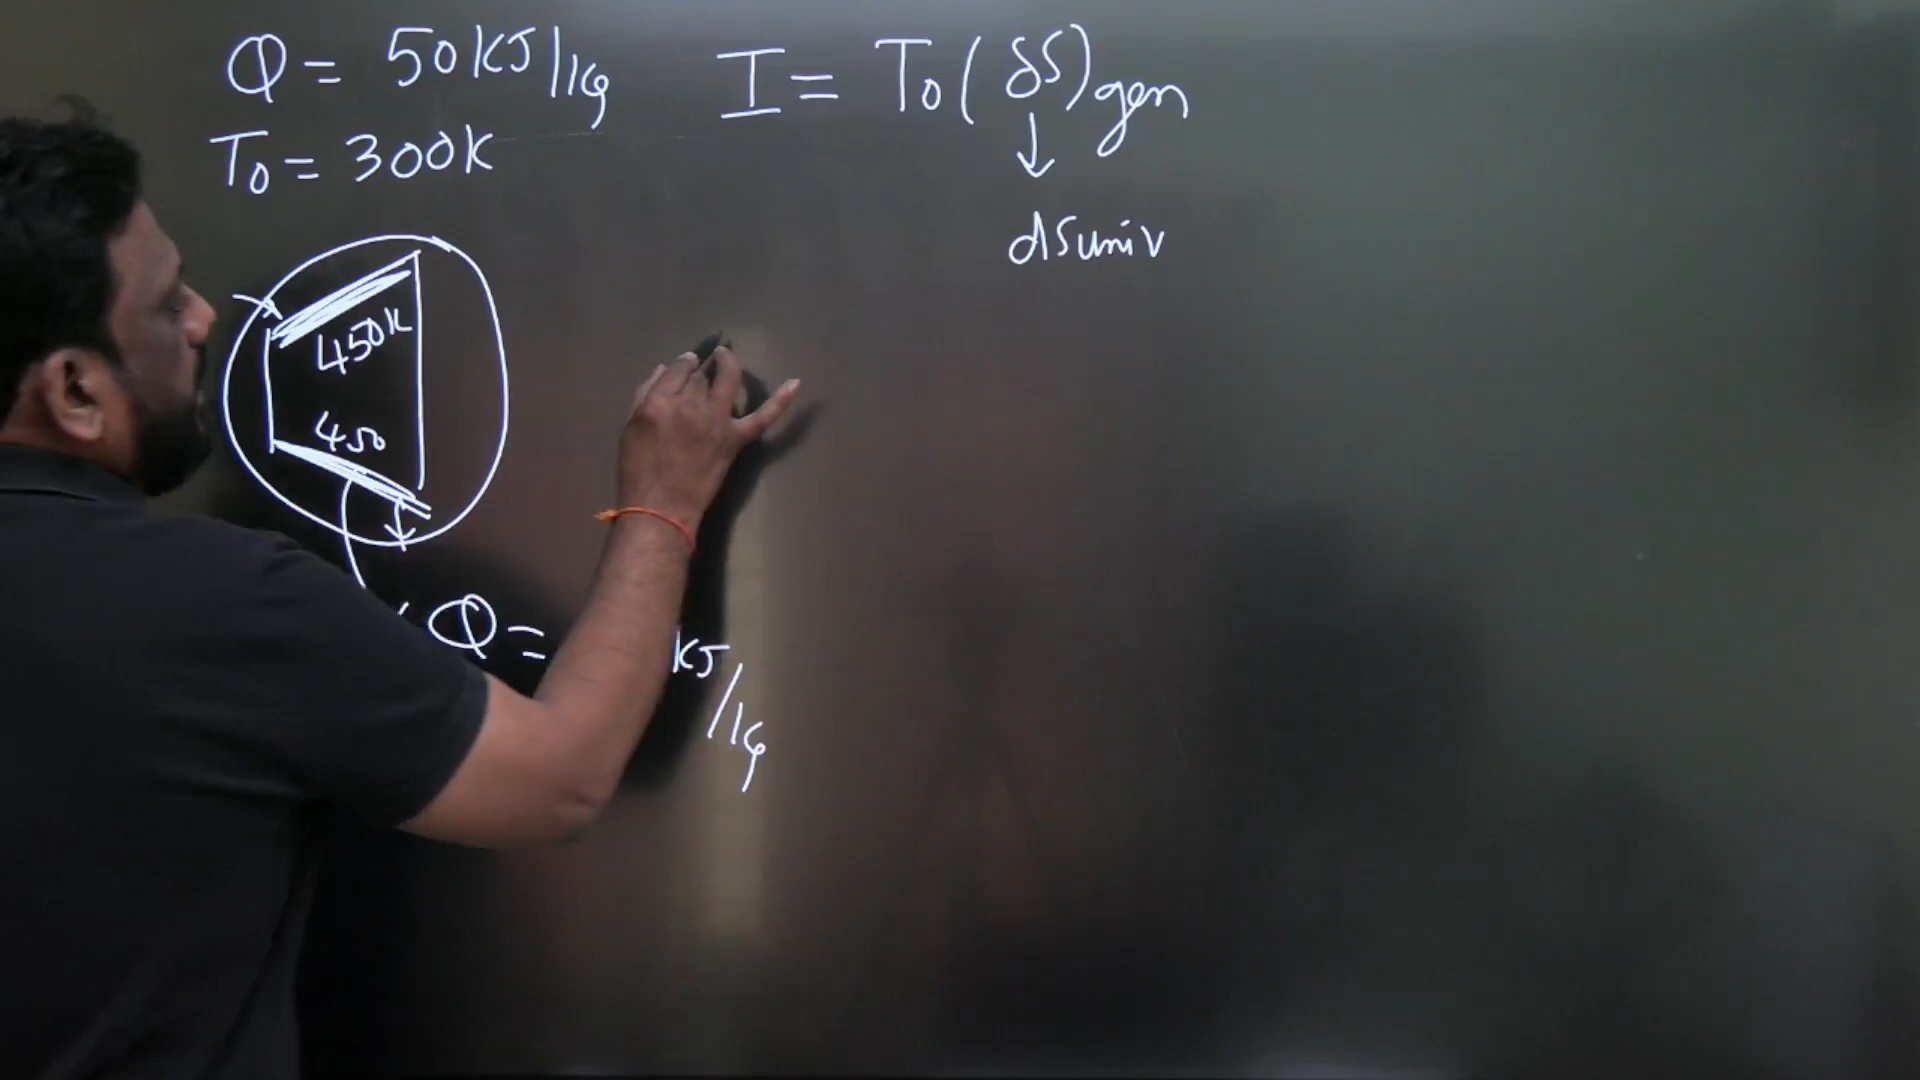 Q = 50 kJ/kg
I = T₀(δS)gen
T₀ = 300K
↓
dSuniv
450K
450
Q =
kJ/kg